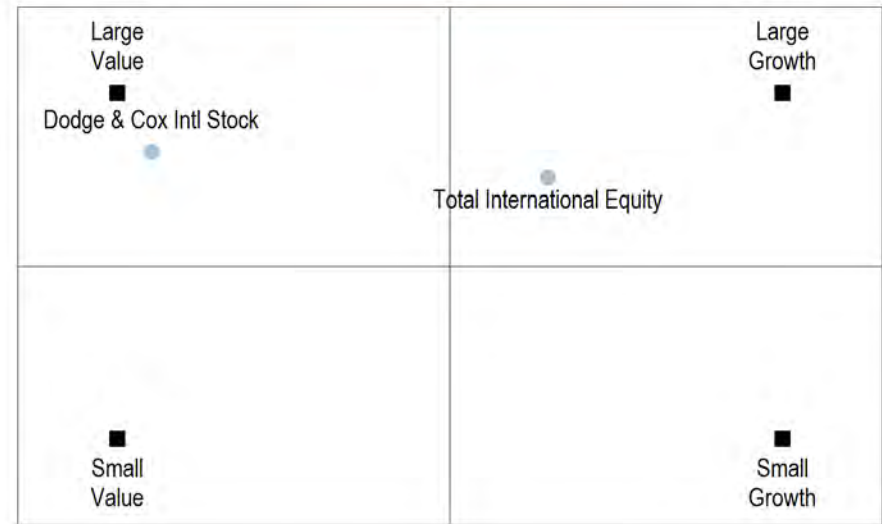 Large
Value
Large
Growth
Dodge & Cox Intl Stock
Total International Equity
Small
Value
Small
Growth